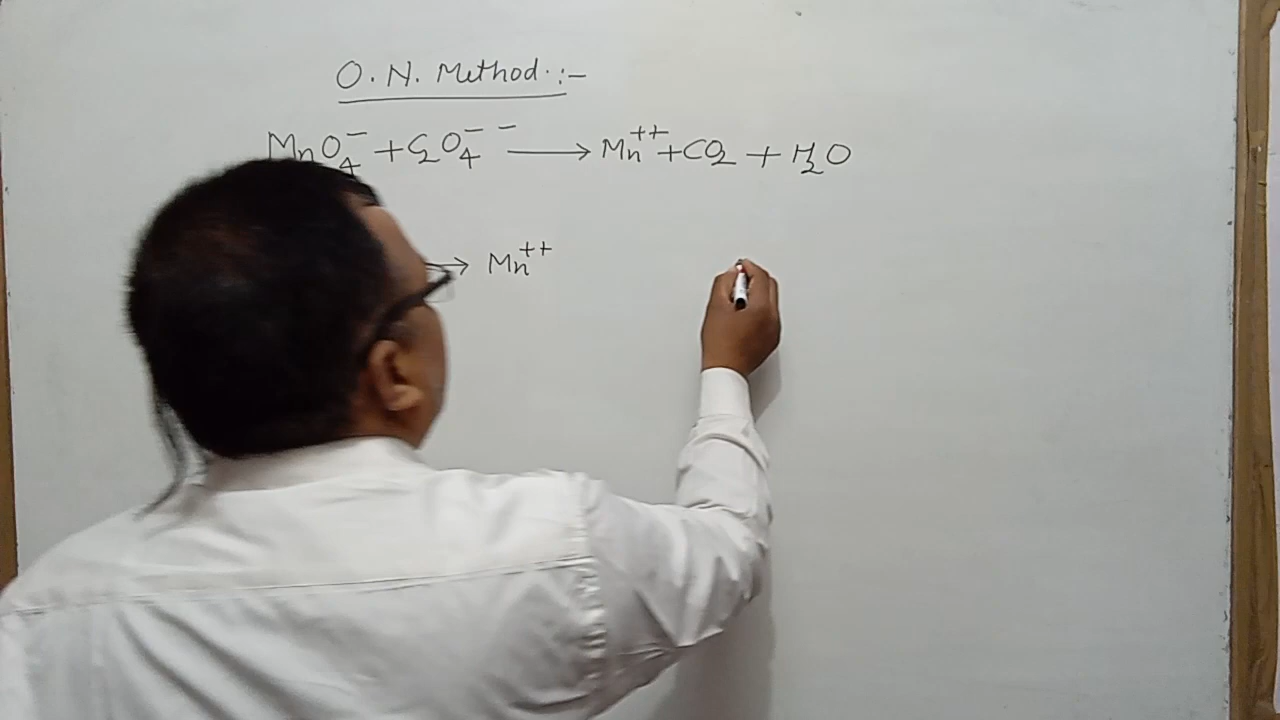 O. N. Method :-
MnO₄⁻ + C₂O₄⁻⁻ ⟶ Mn⁺⁺ + CO₂ + H₂O
→ Mn⁺⁺